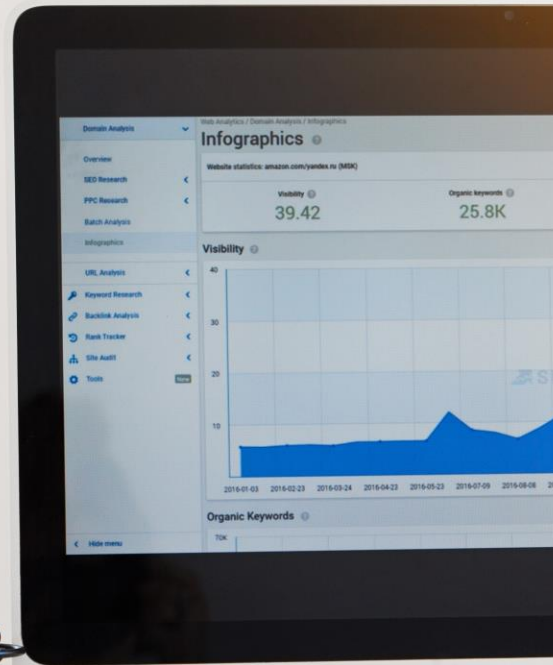 Domain Analysis
Overview
SEO Research
PPC Research
Batch Analysis
Infographics
URL Analysis
Keyword Research
Backlink Analysis
Rank Tracker
Site Audit
Tools
New
Hide menu
Web Analytics / Domain Analysis / Infographics
Infographics
Website statistics: amazon.com/yandex.ru (MSK)
Visibility
39.42
Organic keywords
25.8K
Visibility
40
30
20
10
2016-01-03 2016-02-23 2016-03-24 2016-04-23 2016-05-23 2016-07-09 2016-08-08 20
Organic Keywords
70K